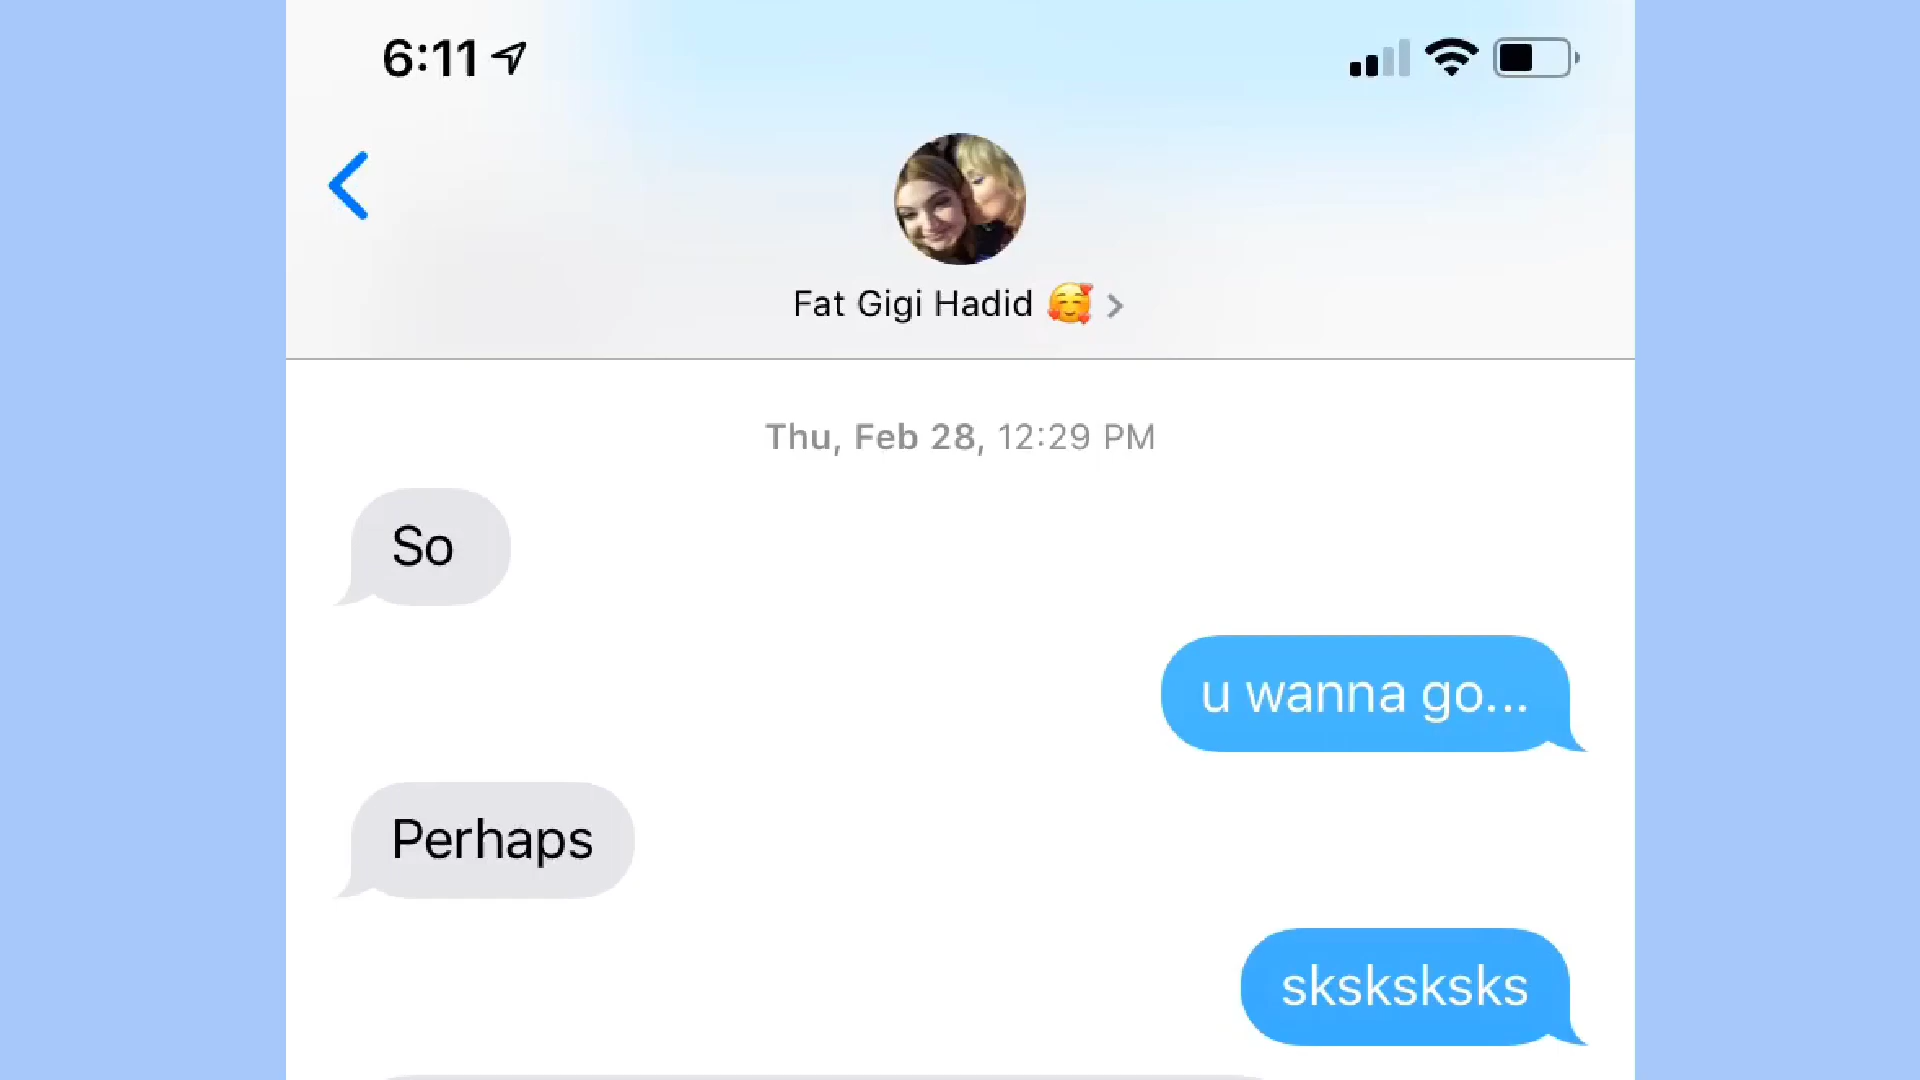 6:11
Fat Gigi Hadid 🥰
Thu, Feb 28, 12:29 PM
So
u wanna go...
Perhaps
sksksksks